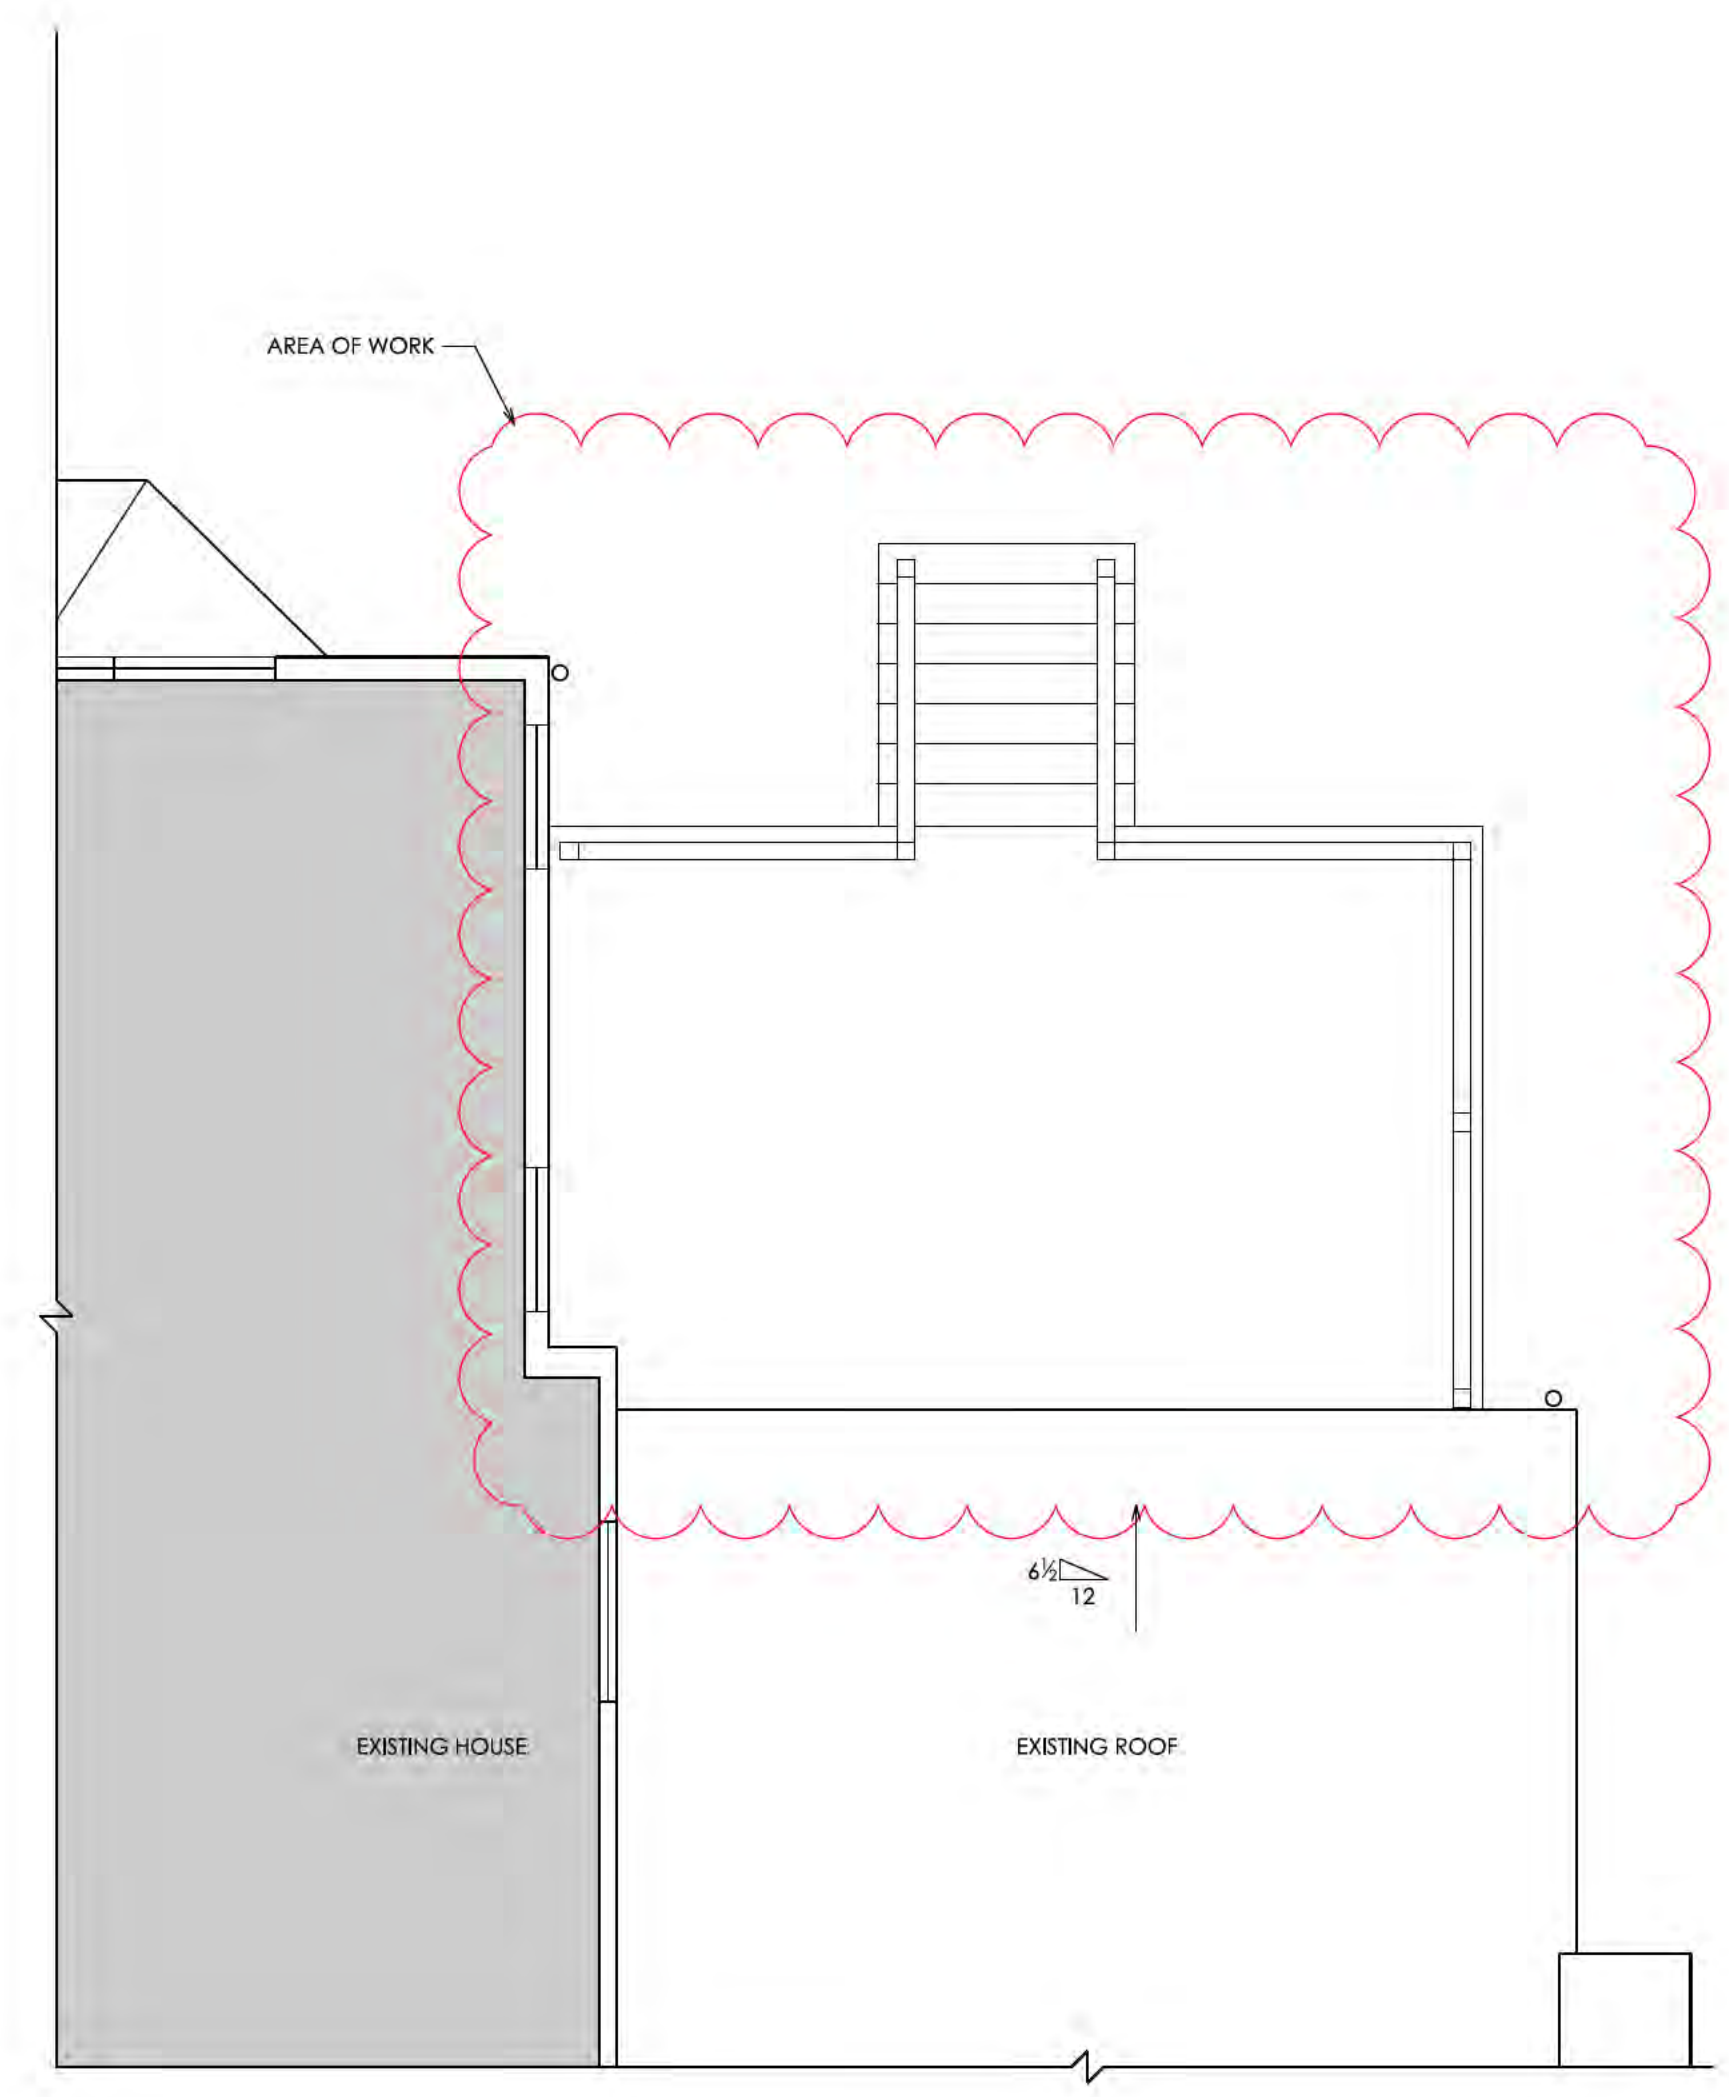 AREA OF WORK
6½
12
EXISTING HOUSE
EXISTING ROOF